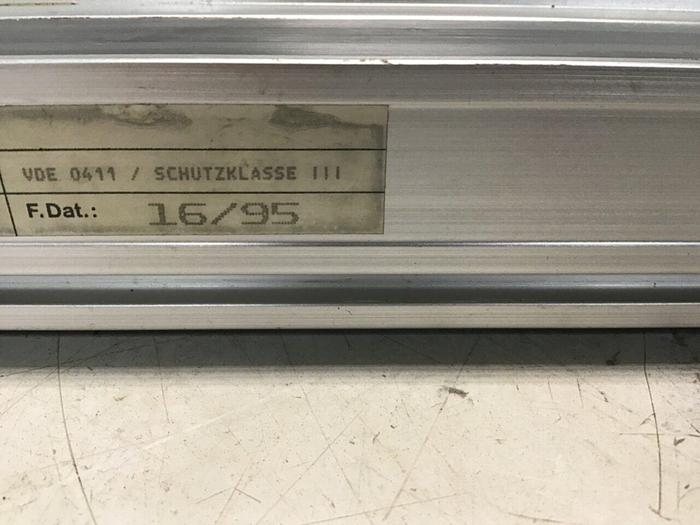 VDE 0411 / SCHUTZKLASSE III
F.Dat.: 16/95